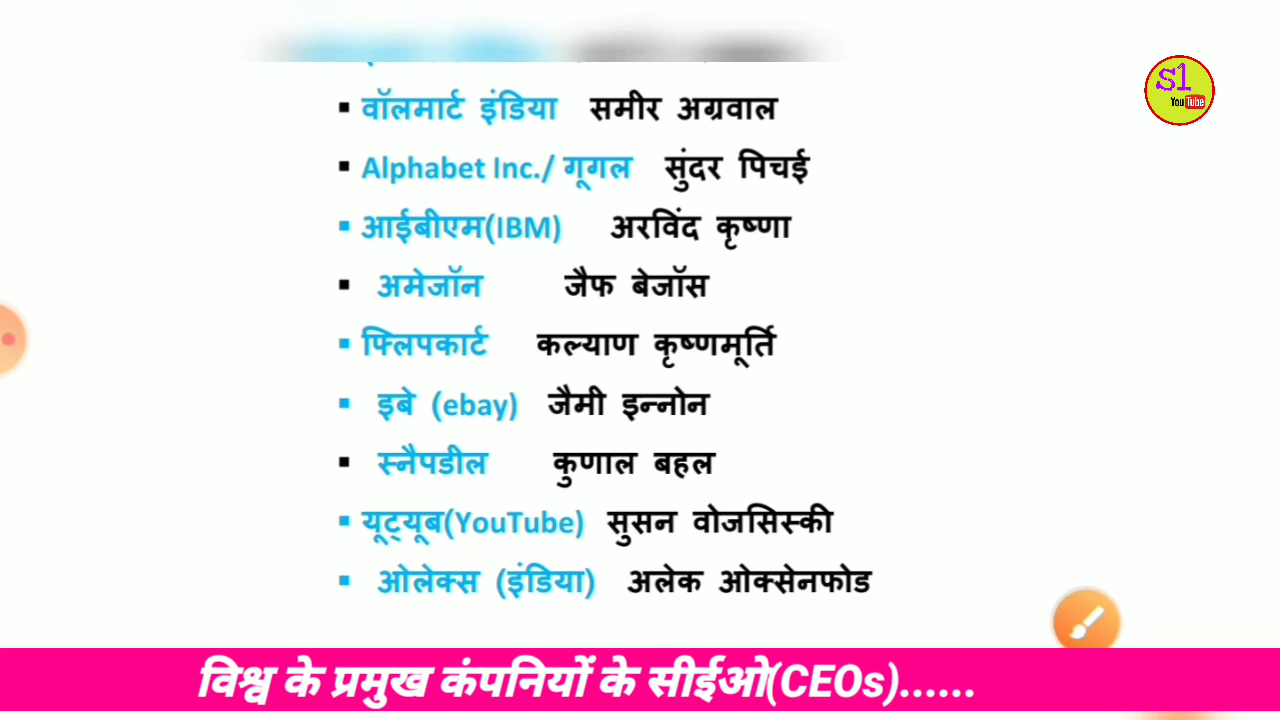 वॉलमार्ट इंडिया समीर अग्रवाल
S1
YouTube
Alphabet Inc./ गूगल सुंदर पिचई
आईबीएम(IBM) अरविंद कृष्णा
अमेजॉन जैफ बेजॉस
फ्लिपकार्ट कल्याण कृष्णमूर्ति
इबे (ebay) जैमी इन्नोन
स्नैपडील कुणाल बहल
यूट्यूब(YouTube) सुसन वोजसिस्की
ओलेक्स (इंडिया) अलेक ओक्सेनफोड
विश्व के प्रमुख कंपनियों के सीईओ(CEOs)......